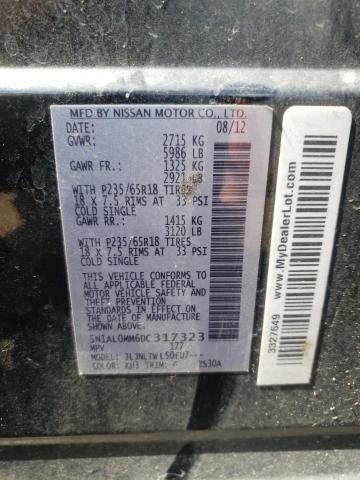 MFD BY NISSAN MOTOR CO., LTD.
DATE: 08/12
GVWR: 2715 KG
5986 LB
GAWR FR.: 1325 KG
2921 LB
WITH P235/65R18 TIRES
18 X 7.5 RIMS AT 33 PSI
COLD SINGLE
GAWR RR.: 1415 KG
3120 LB
WITH P235/65R18 TIRES
18 X 7.5 RIMS AT 33 PSI
COLD SINGLE
THIS VEHICLE CONFORMS TO
ALL APPLICABLE FEDERAL
MOTOR VEHICLE SAFETY
STANDARDS IN EFFECT ON THE
DATE OF MANUFACTURE SHOWN
ABOVE.
5N1AL0MM6DC317323
MPV 177
MODEL: JLJNLTWL50EU7---
COLOR: KH3 TRIM:
www.MyDealerLot.com
3327649